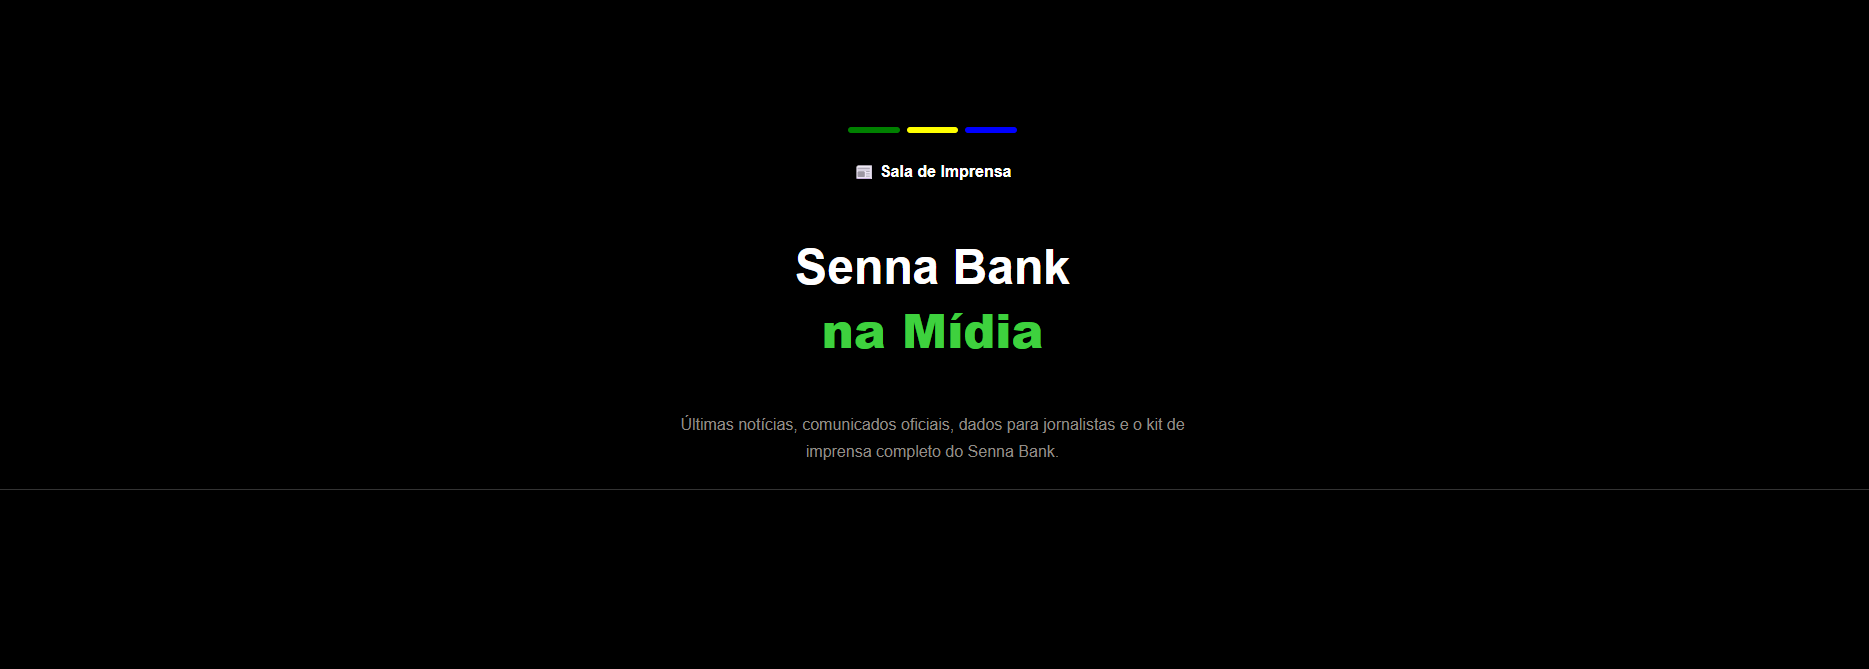 Sala de Imprensa
Senna Bank
na Mídia
Últimas notícias, comunicados oficiais, dados para jornalistas e o kit de
imprensa completo do Senna Bank.